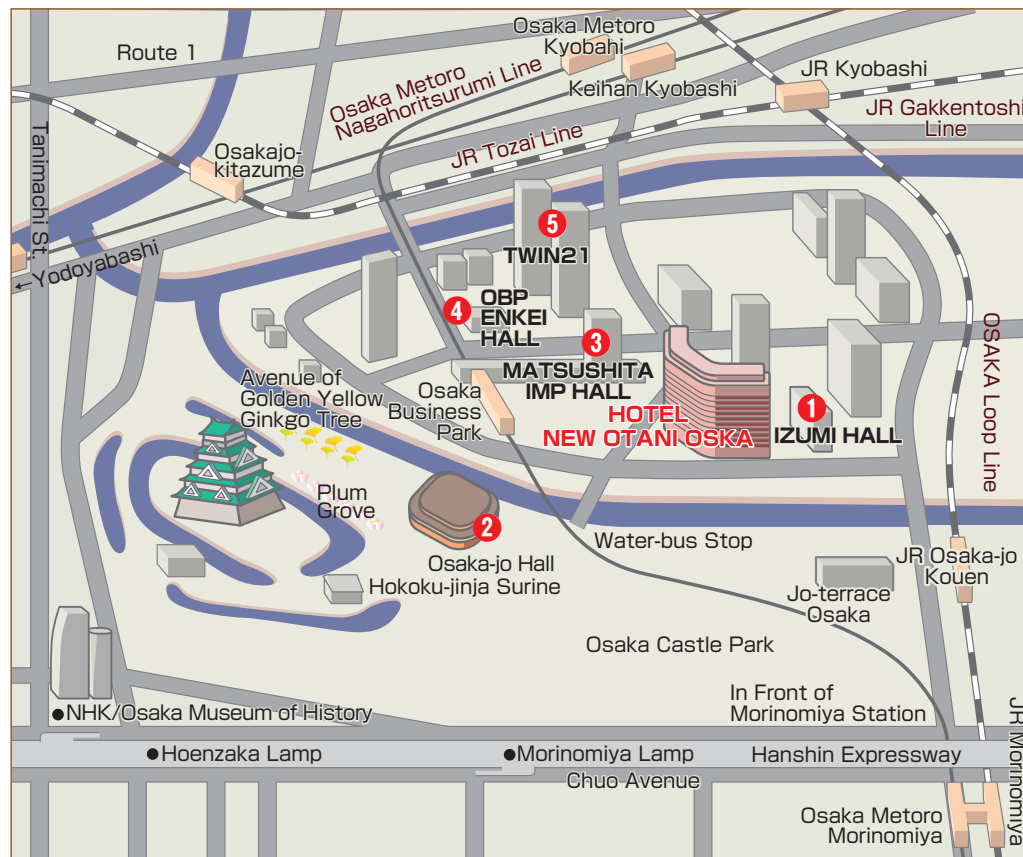 Osaka Metoro
Kyobahi
Route 1
Keihan Kyobashi
JR Kyobashi
Osaka Metoro
Nagahoritsurumi Line
JR Gakkentoshi
Line
JR Tozai Line
Tanimachi St.
Osakajo-
kitazume
← Yodoyabashi
5
TWIN21
4
OBP
ENKEI
HALL
3
MATSUSHITA
IMP HALL
OSAKA Loop Line
Avenue of
Golden Yellow
Ginkgo Tree
Osaka
Business
Park
HOTEL
NEW OTANI OSKA
1
IZUMI HALL
Plum
Grove
2
Osaka-jo Hall
Water-bus Stop
JR Osaka-jo
Kouen
Hokoku-jinja Surine
Jo-terrace
Osaka
Osaka Castle Park
In Front of
Morinomiya Station
NHK/Osaka Museum of History
JR Morinomiya
Hoenzaka Lamp
Morinomiya Lamp
Hanshin Expressway
Chuo Avenue
Osaka Metoro
Morinomiya